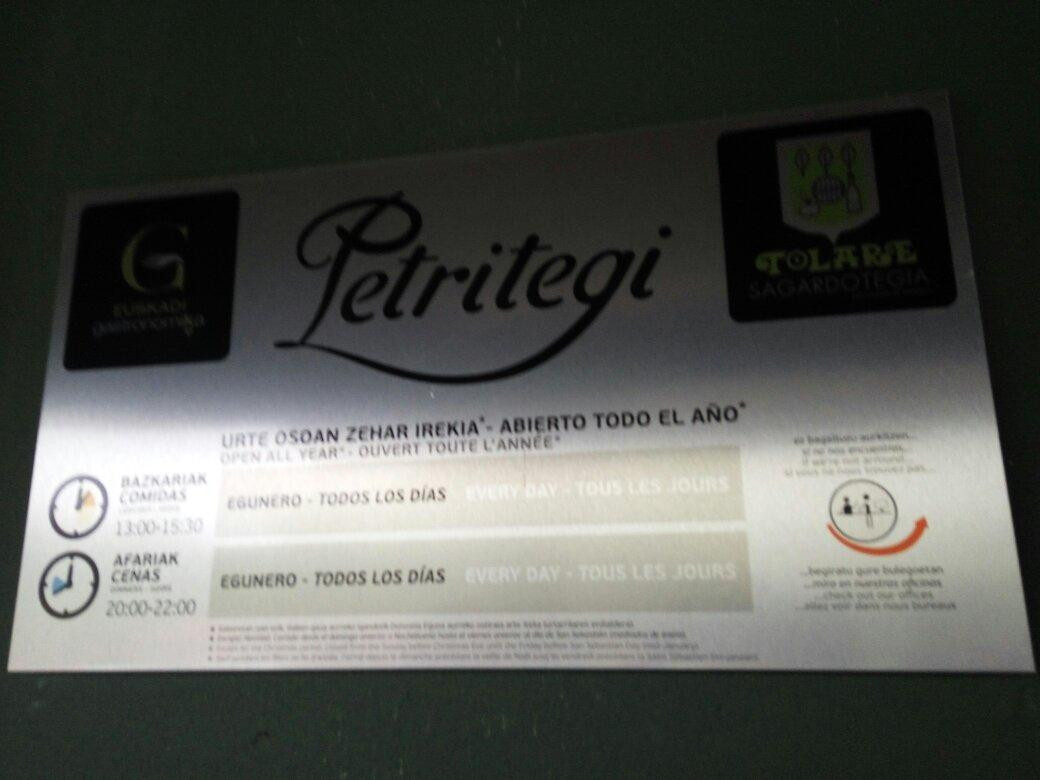 G
EUSKADI
gastronomika
Petritegi
TOLARE
SAGARDOTEGIA
URTE OSOAN ZEHAR IREKIA* - ABIERTO TODO EL AÑO*
OPEN ALL YEAR* - OUVERT TOUTE L'ANNÉE*
BAZKARIAK
COMIDAS
13:00-15:30
EGUNERO - TODOS LOS DÍAS EVERY DAY - TOUS LES JOURS
AFARIAK
CENAS
20:00-22:00
EGUNERO - TODOS LOS DÍAS EVERY DAY - TOUS LES JOURS
si no nos encuentras...
if we're not around...
si vous ne nous trouvez pas...
...begiratu gure bulegoetan
...mira en nuestras oficinas
...check out our offices
...allez voir dans nous bureaux